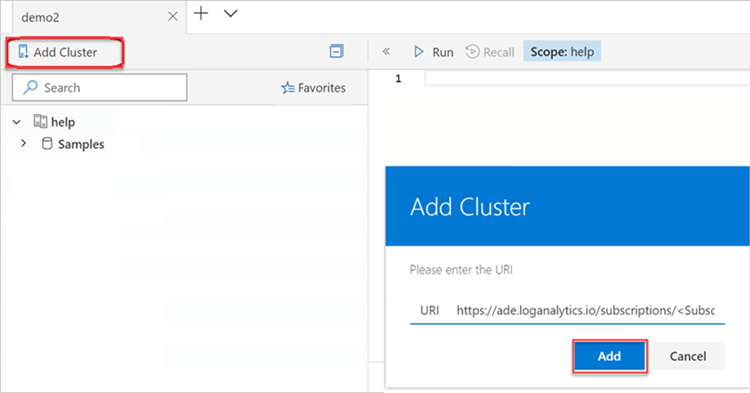 demo2
Add Cluster
Run
Recall
Scope: help
Search
Favorites
1
help
Samples
Add Cluster
Please enter the URI
URI https://ade.loganalytics.io/subscriptions/<Subsc
Add
Cancel